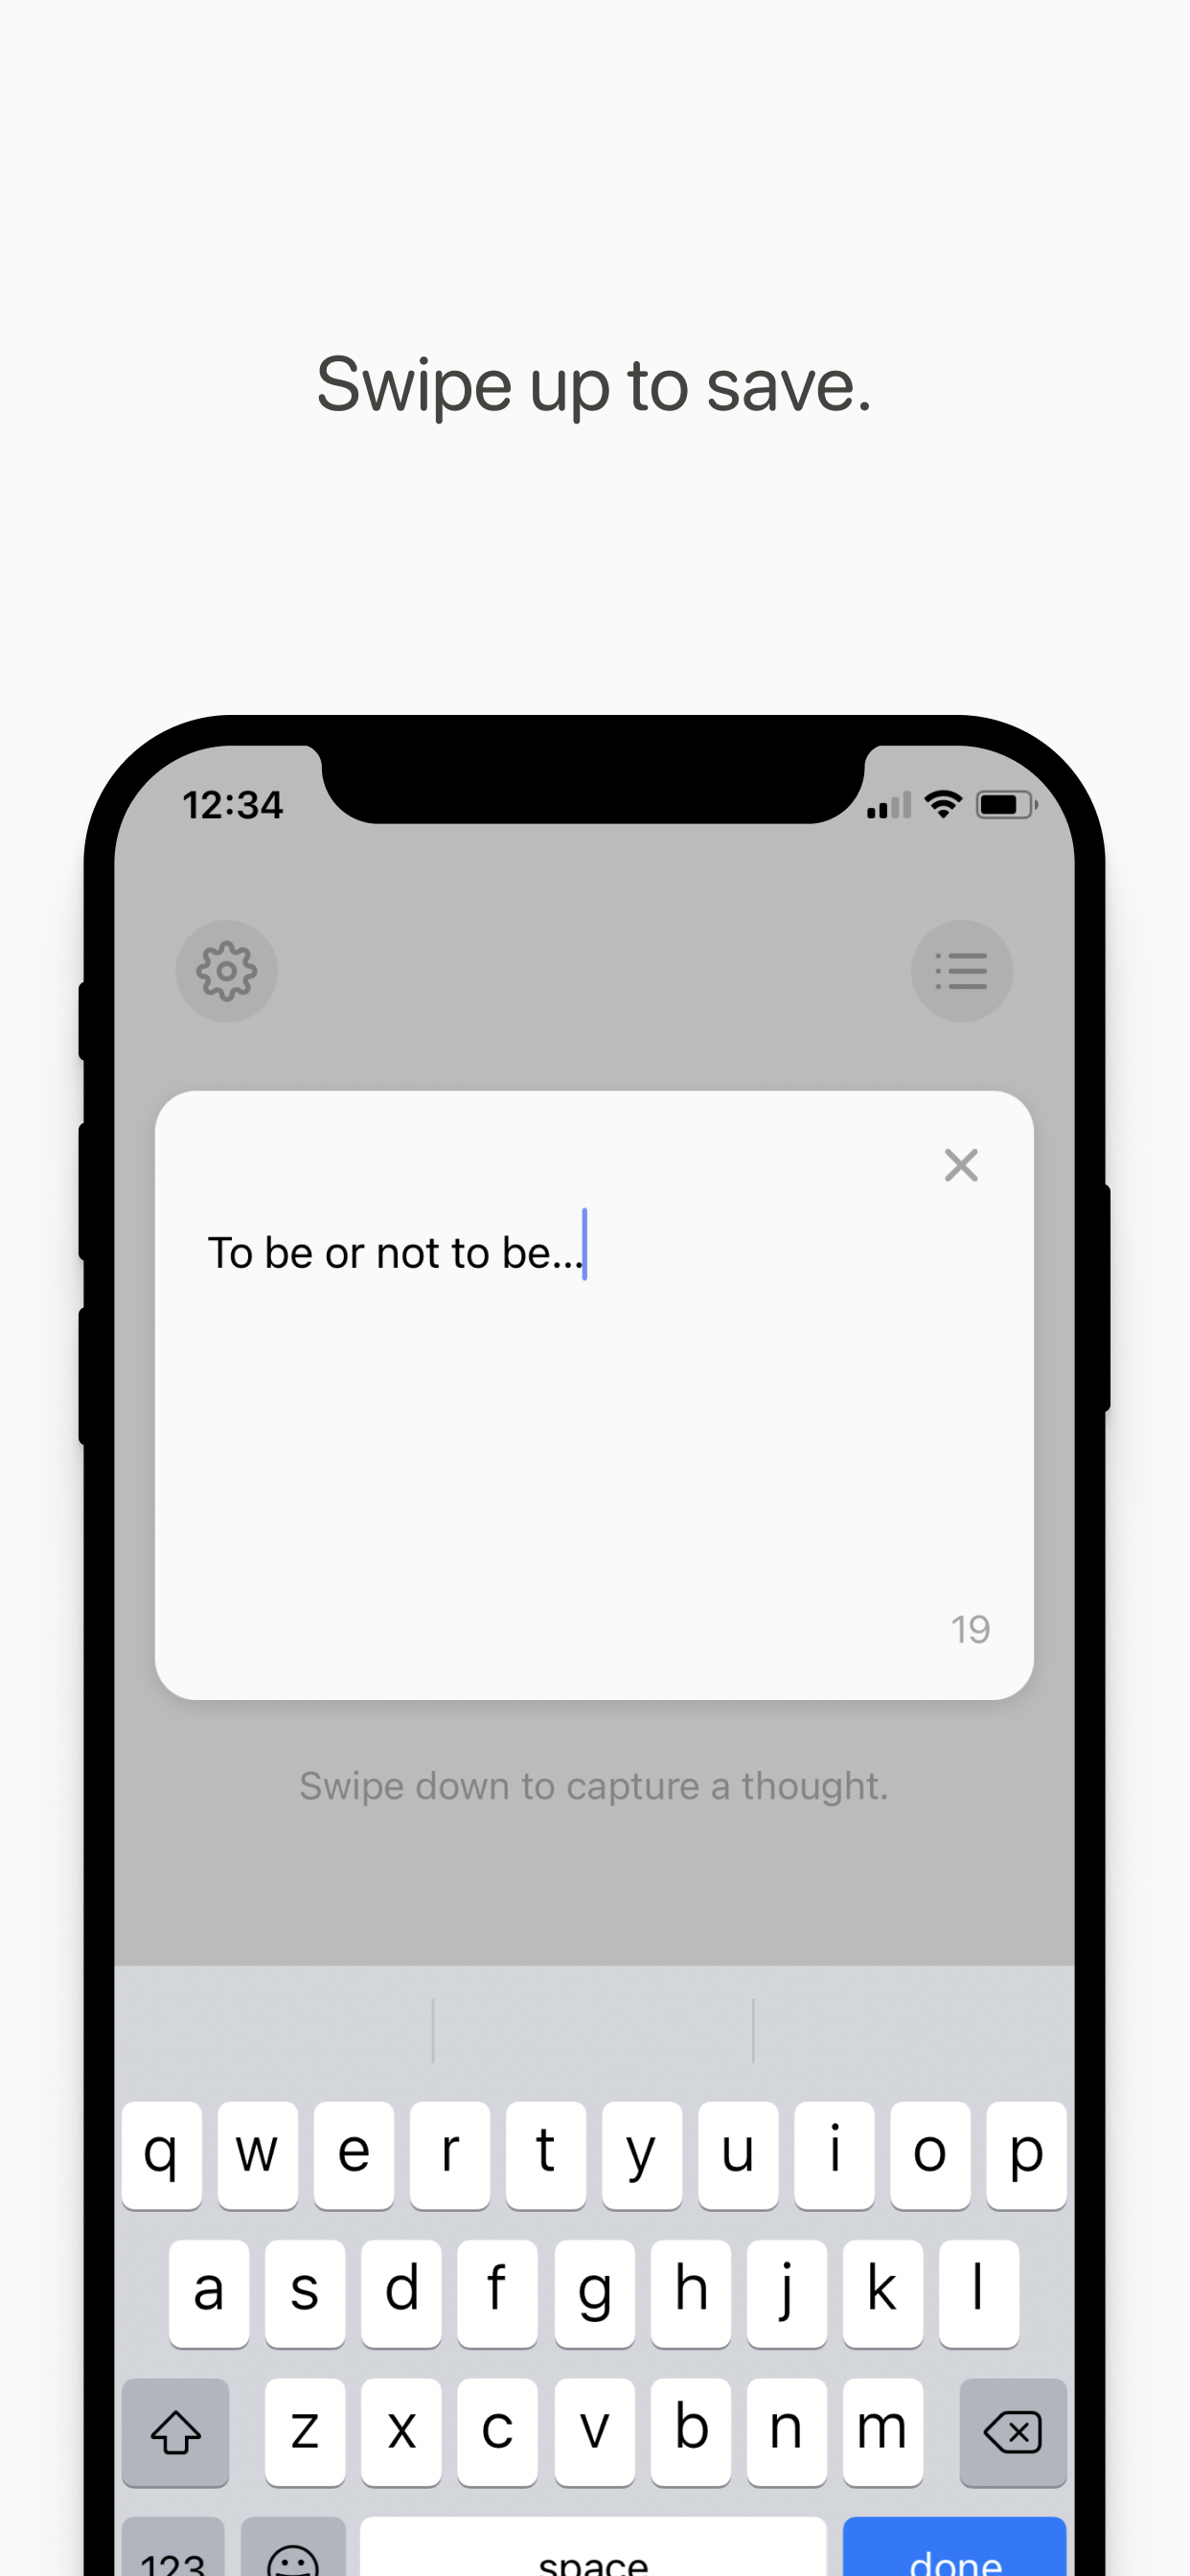 Swipe up to save.
12:34
To be or not to be...
19
Swipe down to capture a thought.
q w e r t y u i o p
a s d f g h j k l
z x c v b n m
123 space done